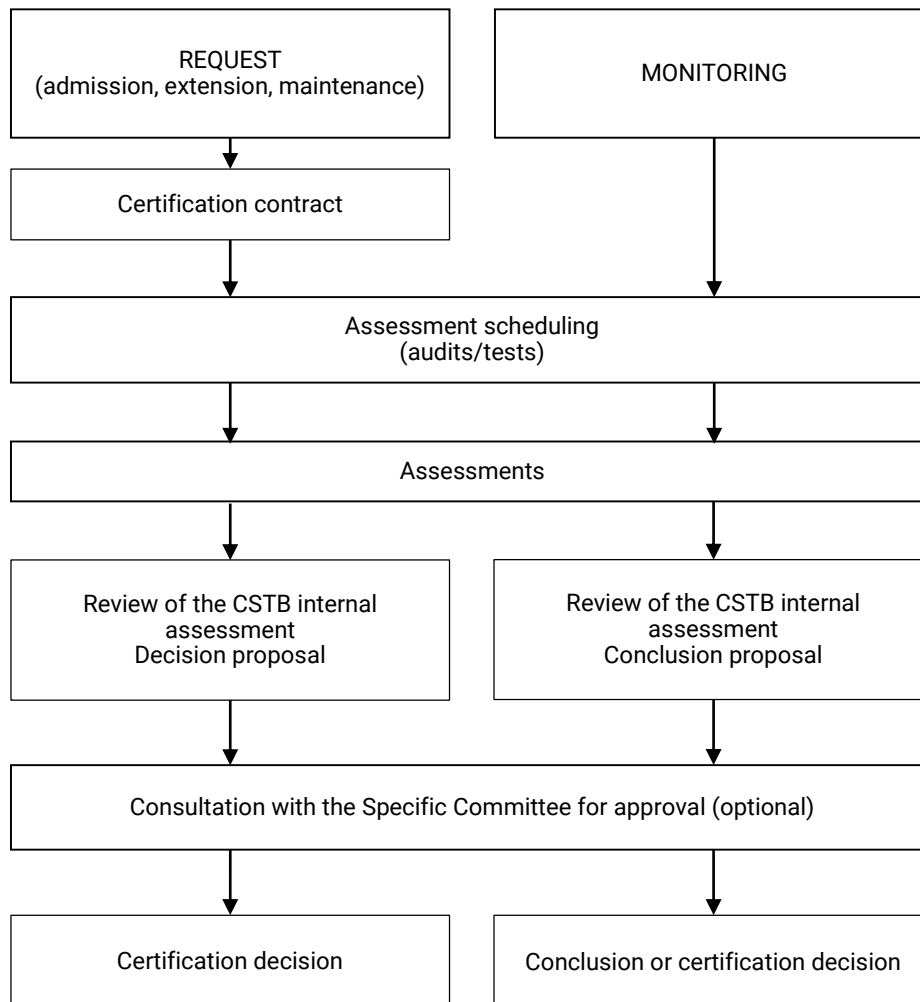 REQUEST
(admission, extension, maintenance)
MONITORING
Certification contract
Assessment scheduling
(audits/tests)
Assessments
Review of the CSTB internal
assessment
Decision proposal
Review of the CSTB internal
assessment
Conclusion proposal
Consultation with the Specific Committee for approval (optional)
Certification decision
Conclusion or certification decision